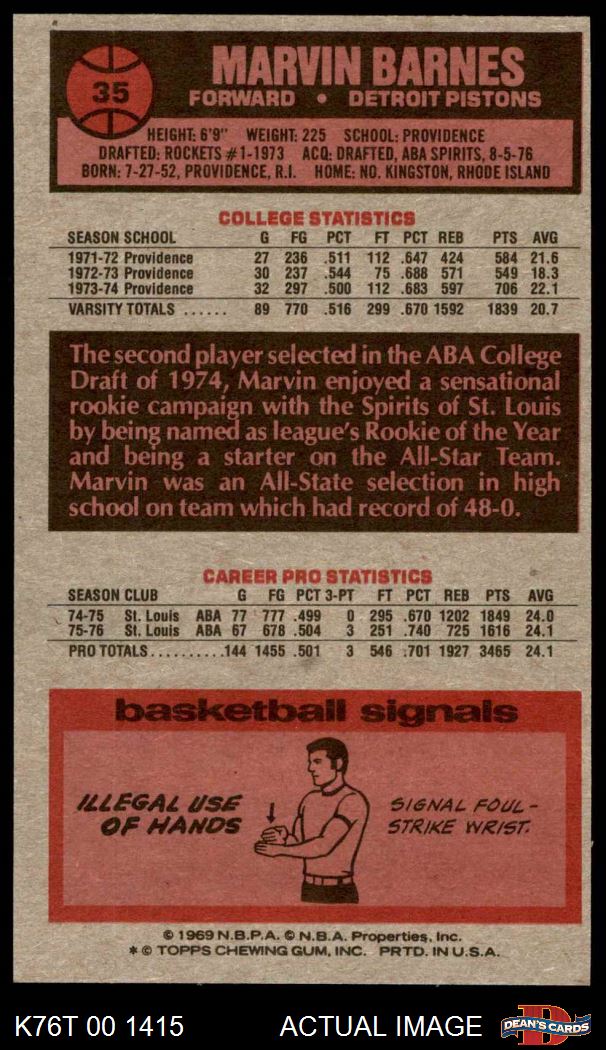 35
MARVIN BARNES
FORWARD • DETROIT PISTONS
HEIGHT: 6'9" WEIGHT: 225 SCHOOL: PROVIDENCE
DRAFTED: ROCKETS #1-1973 ACQ: DRAFTED, ABA SPIRITS, 8-5-76
BORN: 7-27-52, PROVIDENCE, R.I. HOME: NO. KINGSTON, RHODE ISLAND
COLLEGE STATISTICS
SEASON SCHOOL G FG PCT FT PCT REB PTS AVG
1971-72 Providence 27 236 .511 112 .647 424 584 21.6
1972-73 Providence 30 237 .544 75 .688 571 549 18.3
1973-74 Providence 32 297 .500 112 .683 597 706 22.1
VARSITY TOTALS ...... 89 770 .516 299 .670 1592 1839 20.7
The second player selected in the ABA College
Draft of 1974, Marvin enjoyed a sensational
rookie campaign with the Spirits of St. Louis
by being named as league's Rookie of the Year
and being a starter on the All-Star Team.
Marvin was an All-State selection in high
school on team which had record of 48-0.
CAREER PRO STATISTICS
SEASON CLUB G FG PCT 3-PT FT PCT REB PTS AVG
74-75 St. Louis ABA 77 777 .499 0 295 .670 1202 1849 24.0
75-76 St. Louis ABA 67 678 .504 3 251 .740 725 1616 24.1
PRO TOTALS.......... 144 1455 .501 3 546 .701 1927 3465 24.1
basketball signals
ILLEGAL USE
OF HANDS
SIGNAL FOUL-
STRIKE WRIST.
© 1969 N.B.P.A. © N.B.A. Properties, Inc.
* © TOPPS CHEWING GUM, INC. PRTD. IN U.S.A.
K76T 00 1415 ACTUAL IMAGE DEAN'S CARDS